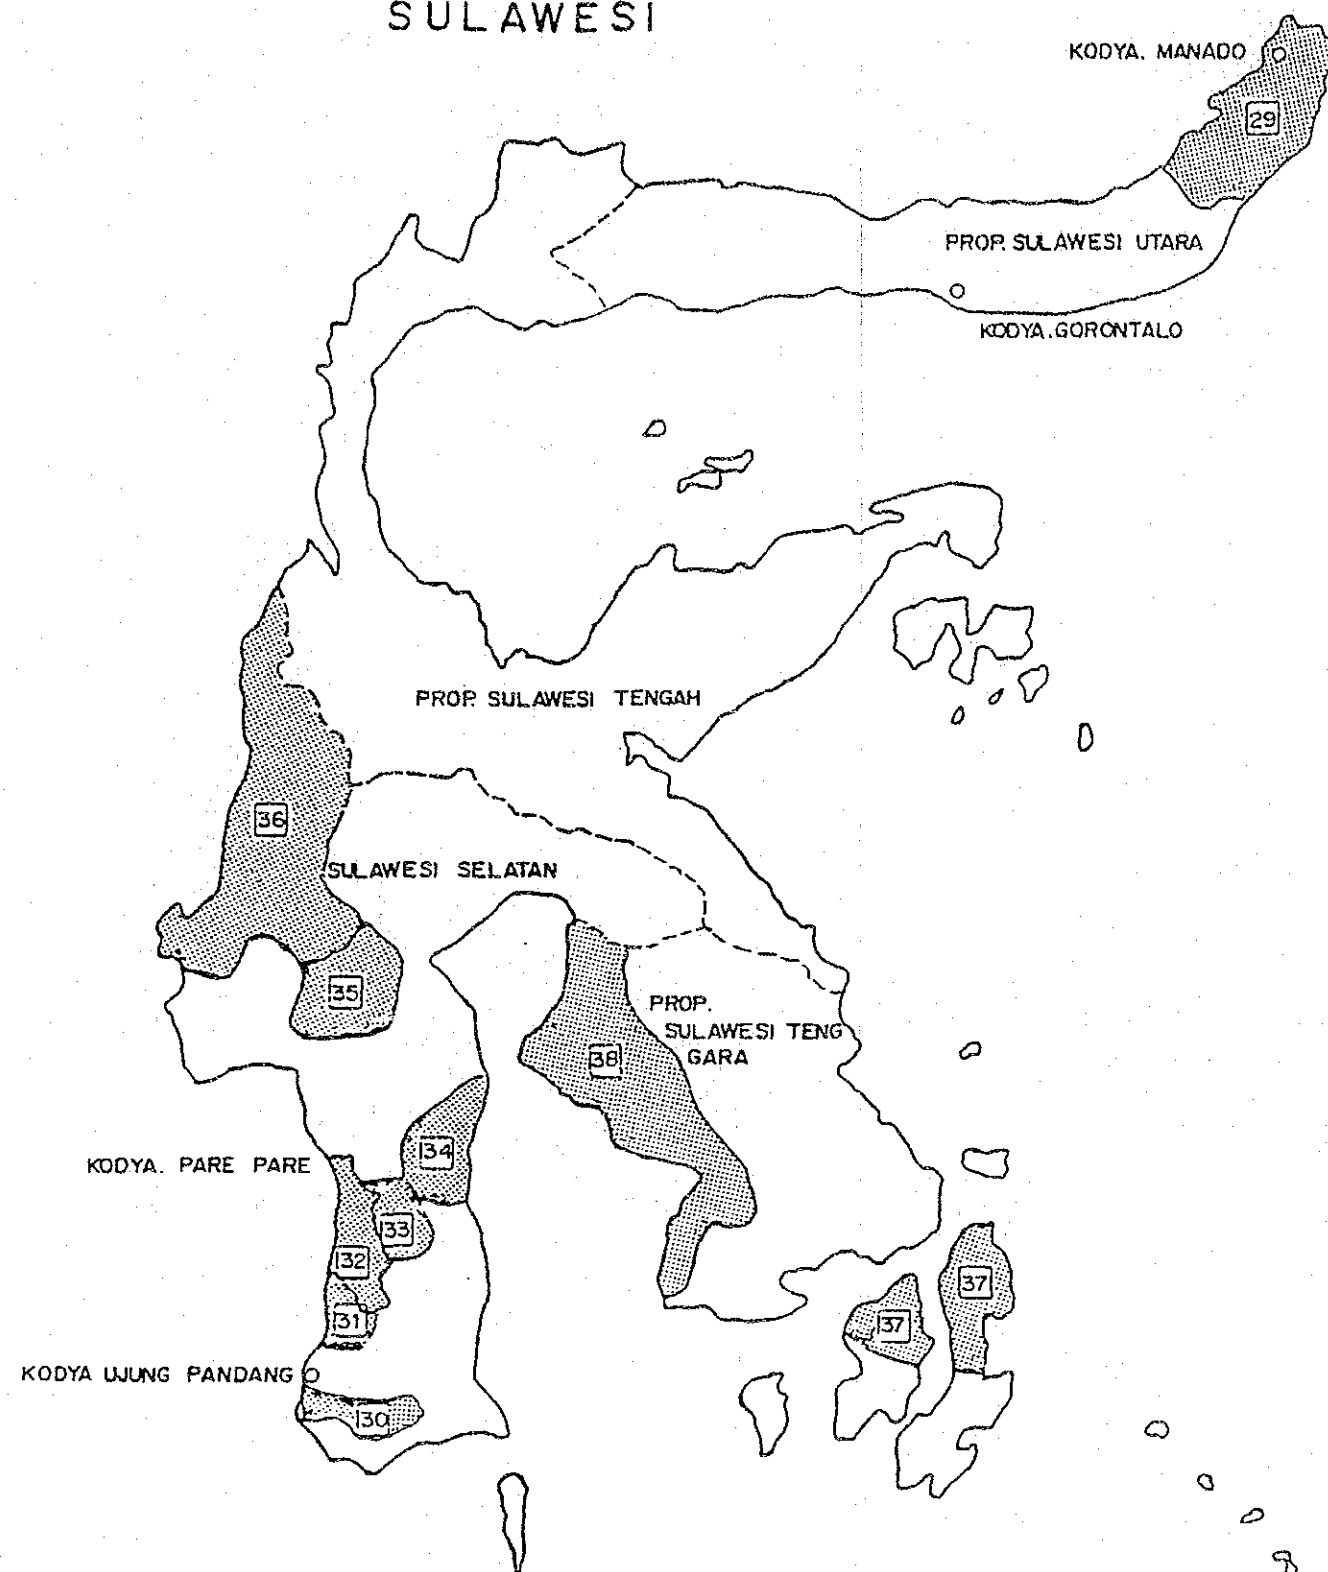 SULAWESI
KODYA. MANADO
29
PROP. SULAWESI UTARA
KODYA. GORONTALO
PROP. SULAWESI TENGAH
36
SULAWESI SELATAN
35
PROP.
SULAWESI TENG
GARA
38
34
KODYA. PARE PARE
33
32
37
31
37
KODYA UJUNG PANDANG
30